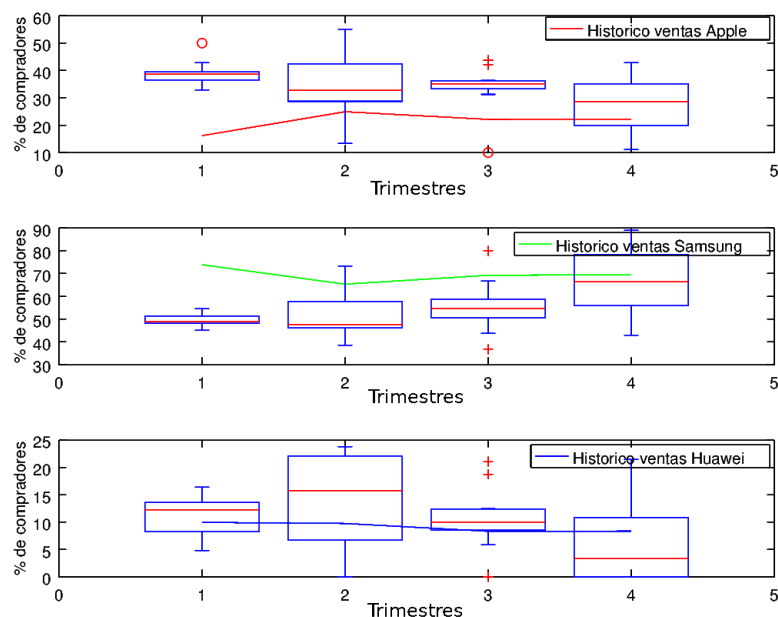 60
50
40
30
20
10
% de compradores
Historico ventas Apple
0 1 2 3 4 5
Trimestres
90
80
70
60
50
40
30
% de compradores
Historico ventas Samsung
0 1 2 3 4 5
Trimestres
25
20
15
10
5
0
% de compradores
Historico ventas Huawei
0 1 2 3 4 5
Trimestres